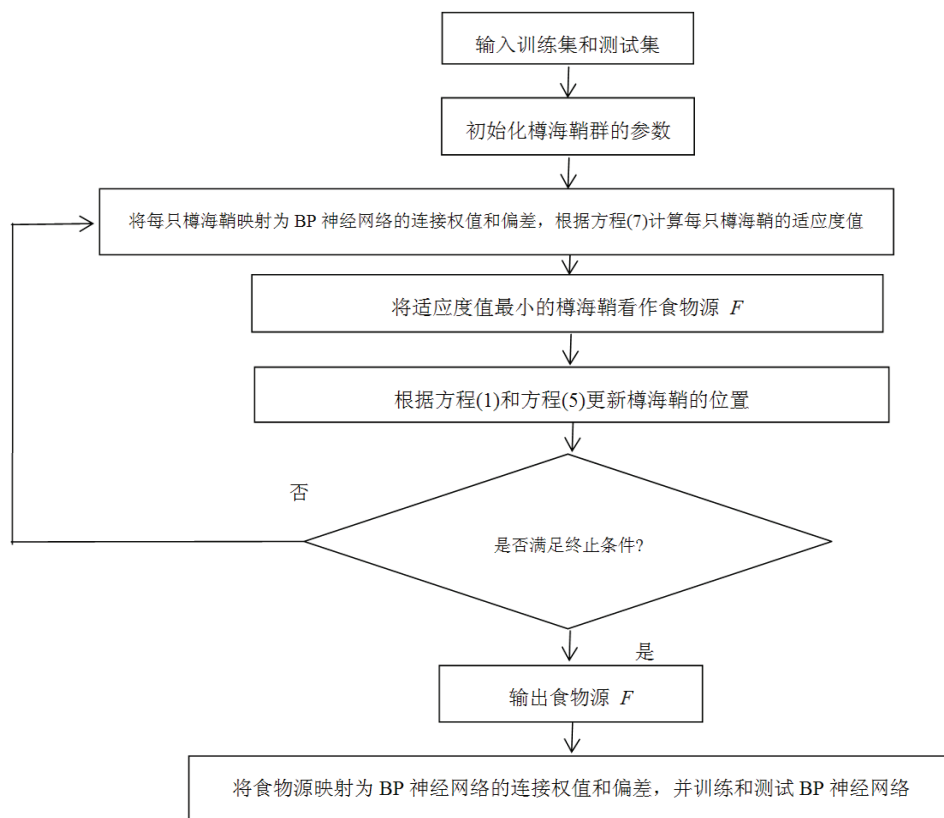 输入训练集和测试集
初始化樽海鞘群的参数
将每只樽海鞘映射为 BP 神经网络的连接权值和偏差，根据方程(7)计算每只樽海鞘的适应度值
将适应度值最小的樽海鞘看作食物源 F
根据方程(1)和方程(5)更新樽海鞘的位置
否
是否满足终止条件?
是
输出食物源 F
将食物源映射为 BP 神经网络的连接权值和偏差，并训练和测试 BP 神经网络